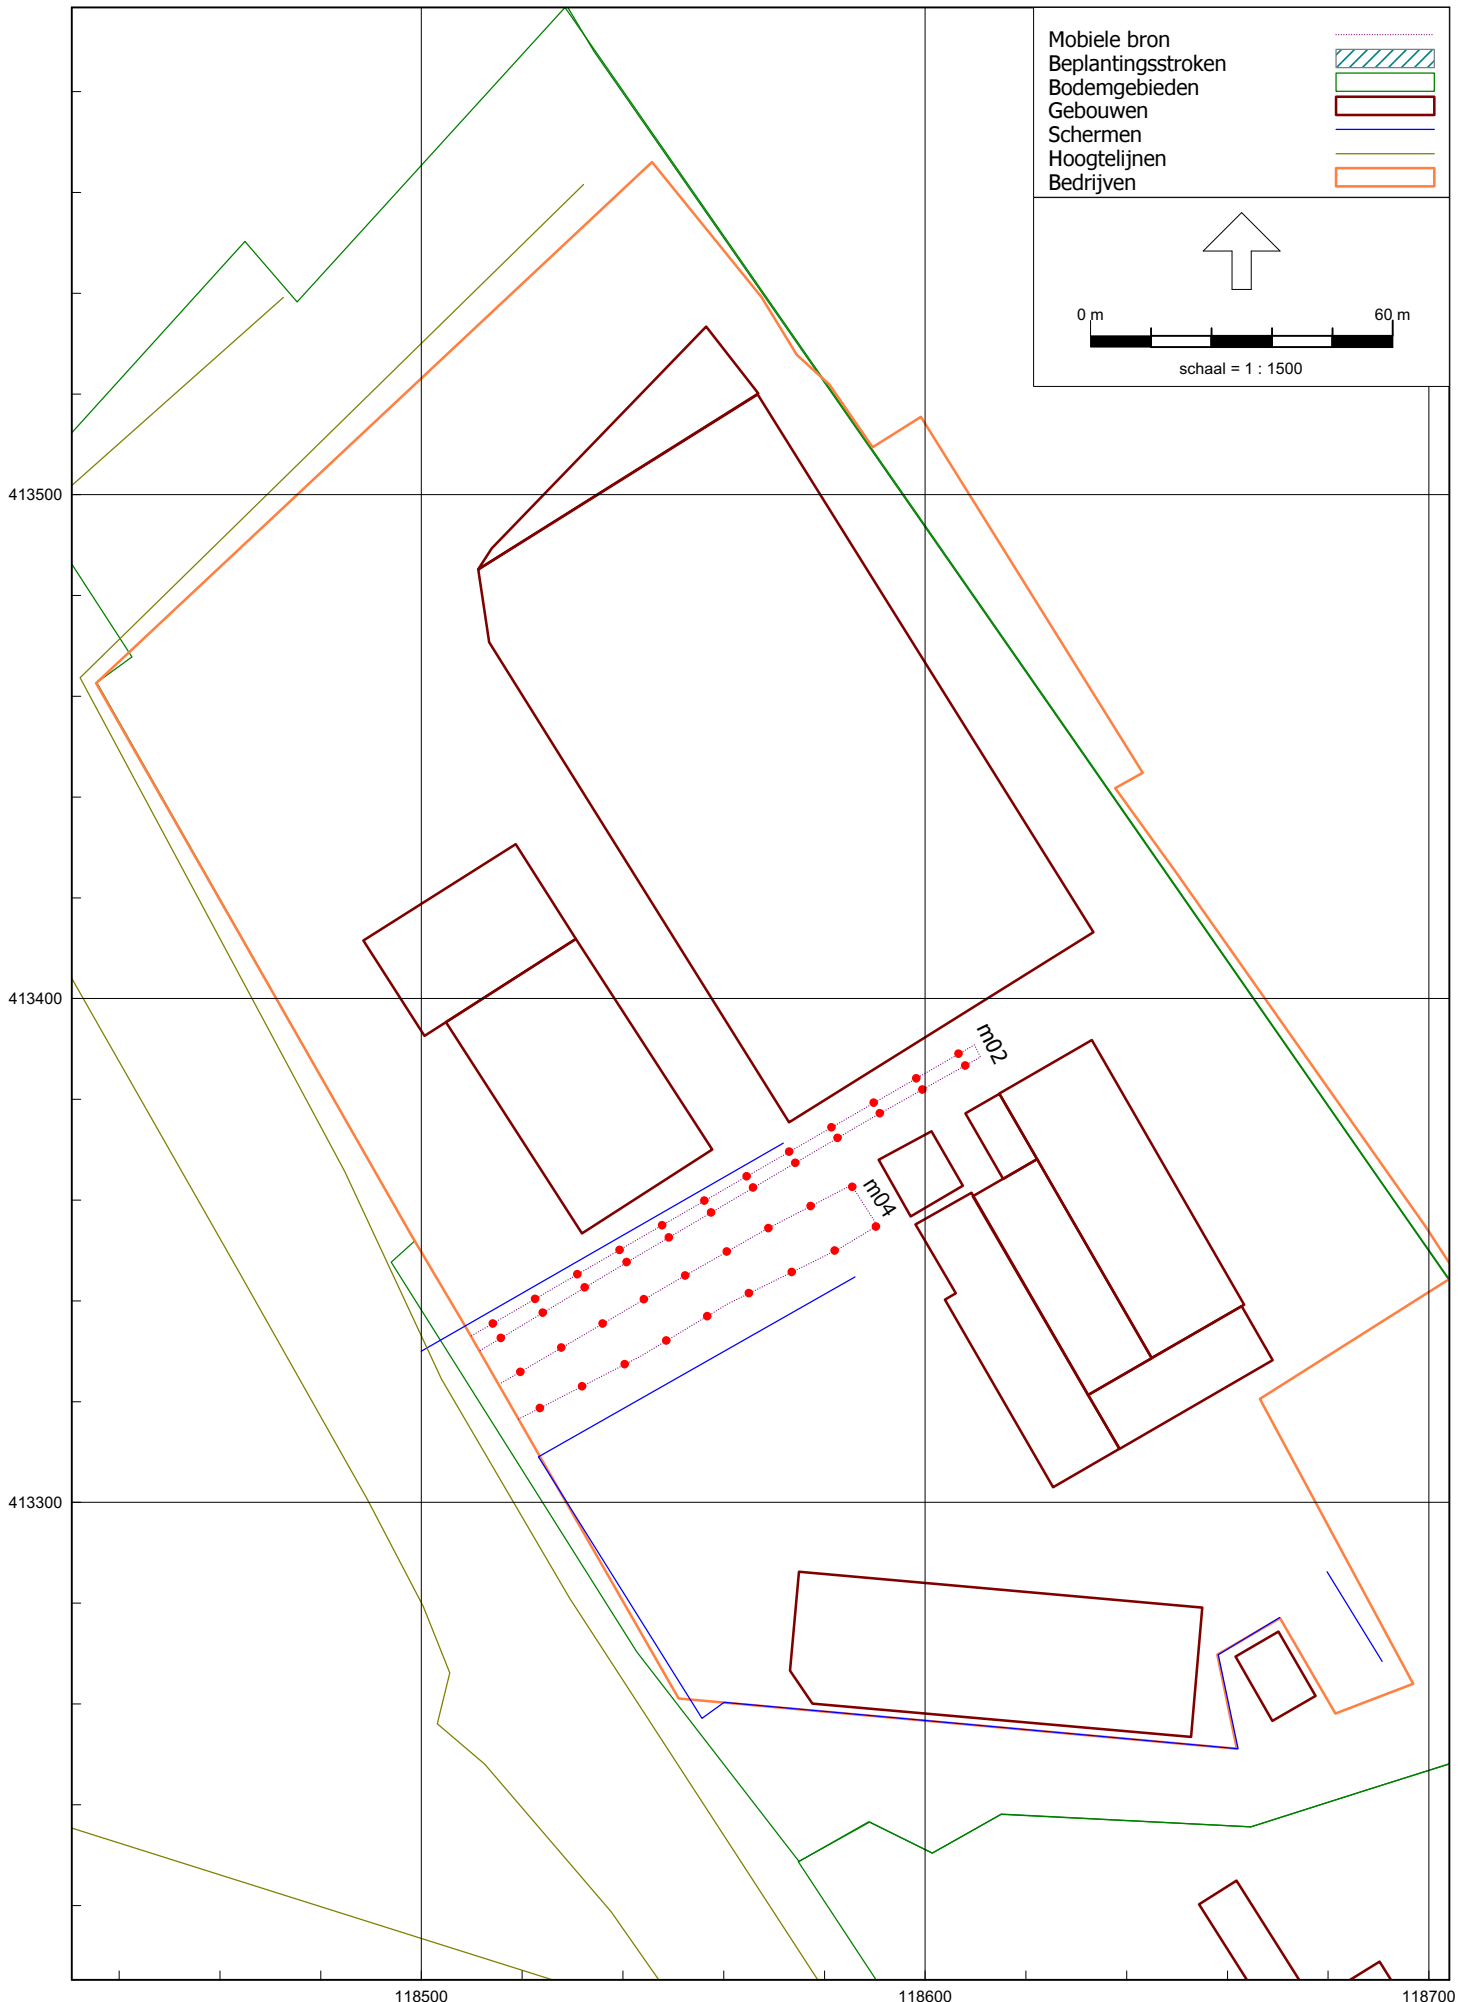 Mobiele bron
Beplantingsstroken
Bodemgebieden
Gebouwen
Schermen
Hoogtelijnen
Bedrijven
0 m 60 m
schaal = 1 : 1500
413500
413400
m02
m04
413300
118500 118600 118700